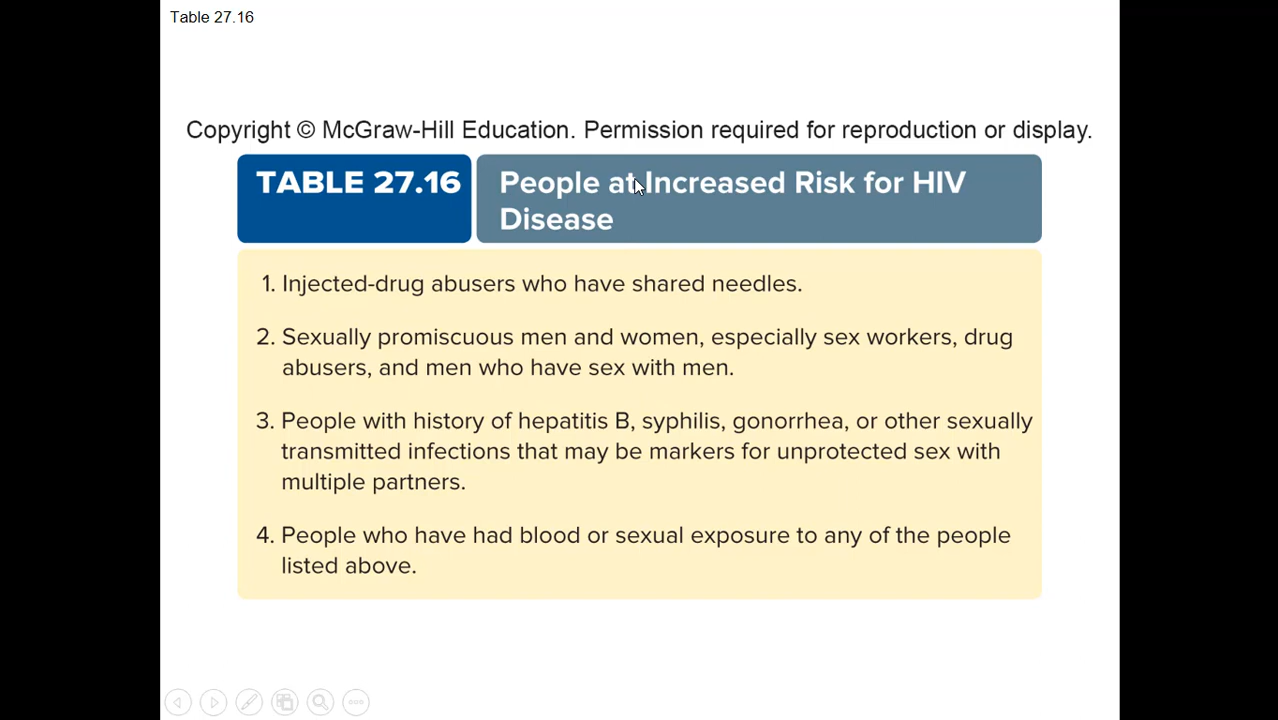 Table 27.16
Copyright © McGraw-Hill Education. Permission required for reproduction or display.
TABLE 27.16
People at Increased Risk for HIV
Disease
1. Injected-drug abusers who have shared needles.
2. Sexually promiscuous men and women, especially sex workers, drug
abusers, and men who have sex with men.
3. People with history of hepatitis B, syphilis, gonorrhea, or other sexually
transmitted infections that may be markers for unprotected sex with
multiple partners.
4. People who have had blood or sexual exposure to any of the people
listed above.